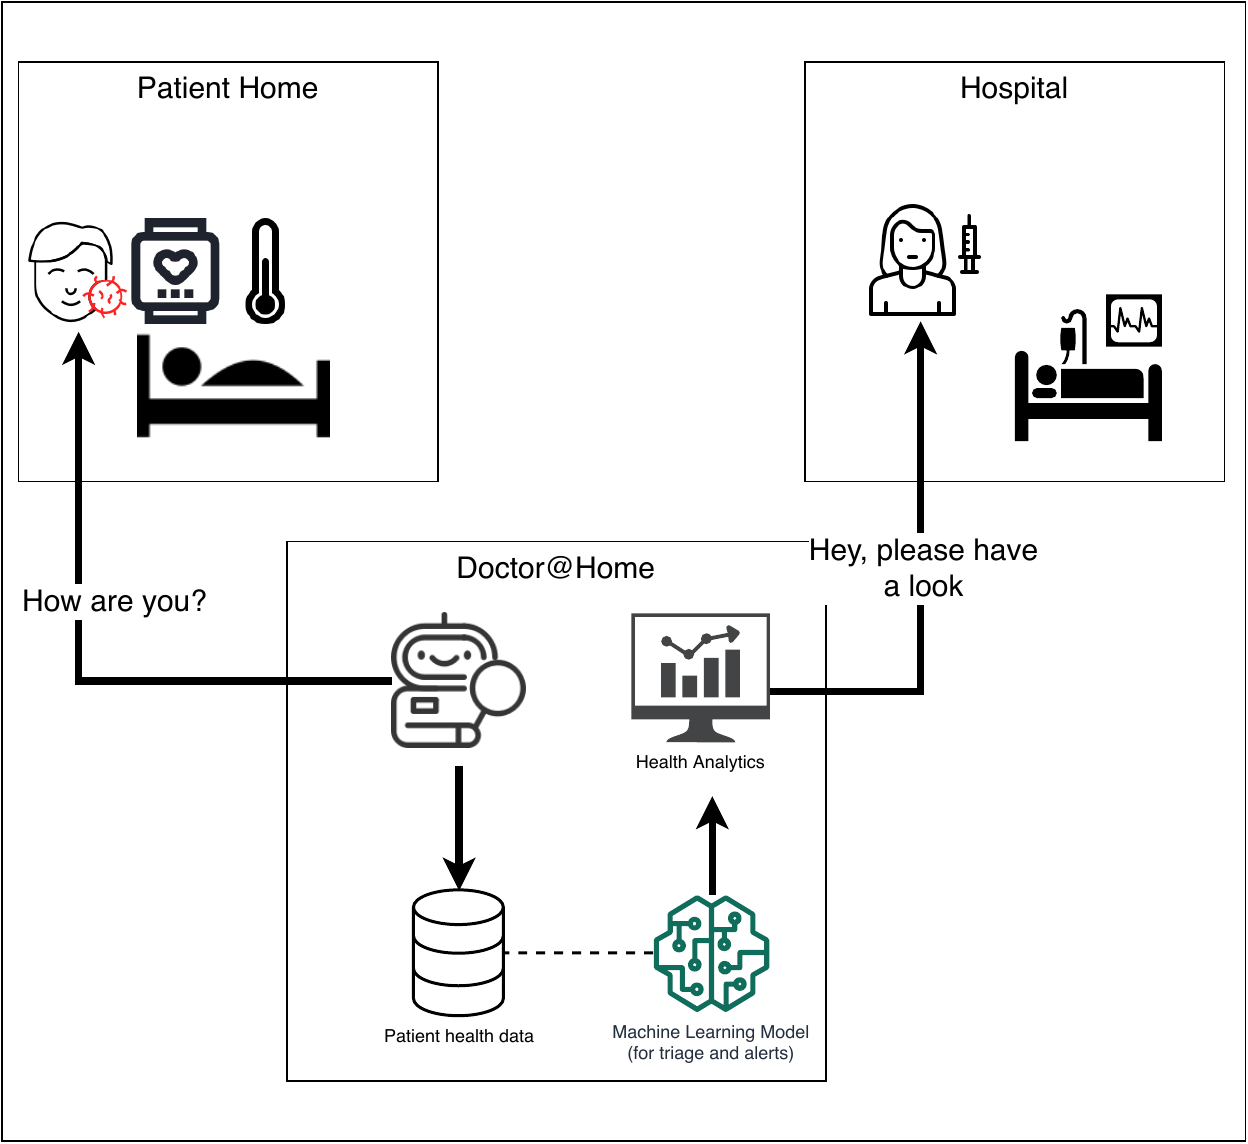 Patient Home
Hospital
Hey, please have
a look
Doctor@Home
How are you?
Health Analytics
Patient health data
Machine Learning Model
(for triage and alerts)